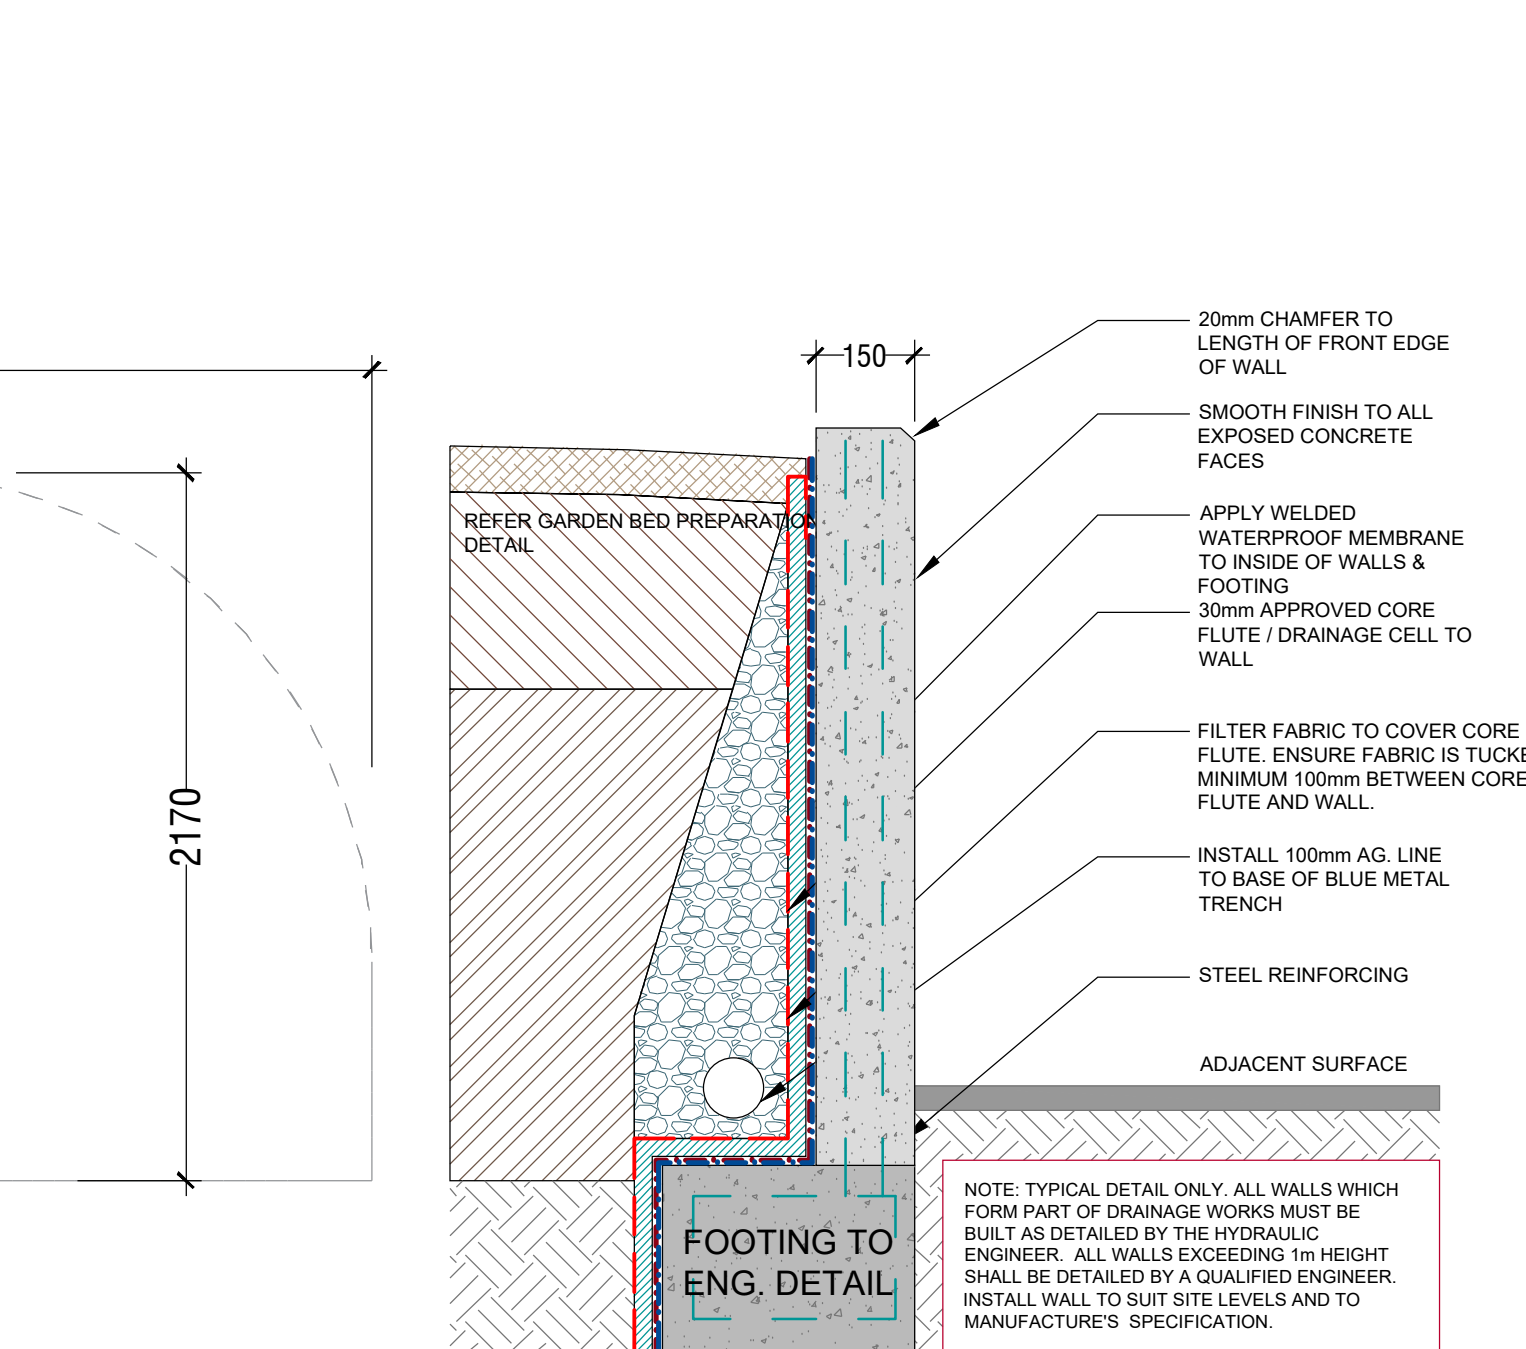 20mm CHAMFER TO
LENGTH OF FRONT EDGE
OF WALL
150
SMOOTH FINISH TO ALL
EXPOSED CONCRETE
FACES
REFER GARDEN BED PREPARATION
DETAIL
APPLY WELDED
WATERPROOF MEMBRANE
TO INSIDE OF WALLS &
FOOTING
30mm APPROVED CORE
FLUTE / DRAINAGE CELL TO
WALL
FILTER FABRIC TO COVER CORE
FLUTE. ENSURE FABRIC IS TUCKE
MINIMUM 100mm BETWEEN CORE
FLUTE AND WALL.
2170
INSTALL 100mm AG. LINE
TO BASE OF BLUE METAL
TRENCH
STEEL REINFORCING
ADJACENT SURFACE
FOOTING TO
ENG. DETAIL
NOTE: TYPICAL DETAIL ONLY. ALL WALLS WHICH
FORM PART OF DRAINAGE WORKS MUST BE
BUILT AS DETAILED BY THE HYDRAULIC
ENGINEER.  ALL WALLS EXCEEDING 1m HEIGHT
SHALL BE DETAILED BY A QUALIFIED ENGINEER.
INSTALL WALL TO SUIT SITE LEVELS AND TO
MANUFACTURE'S  SPECIFICATION.